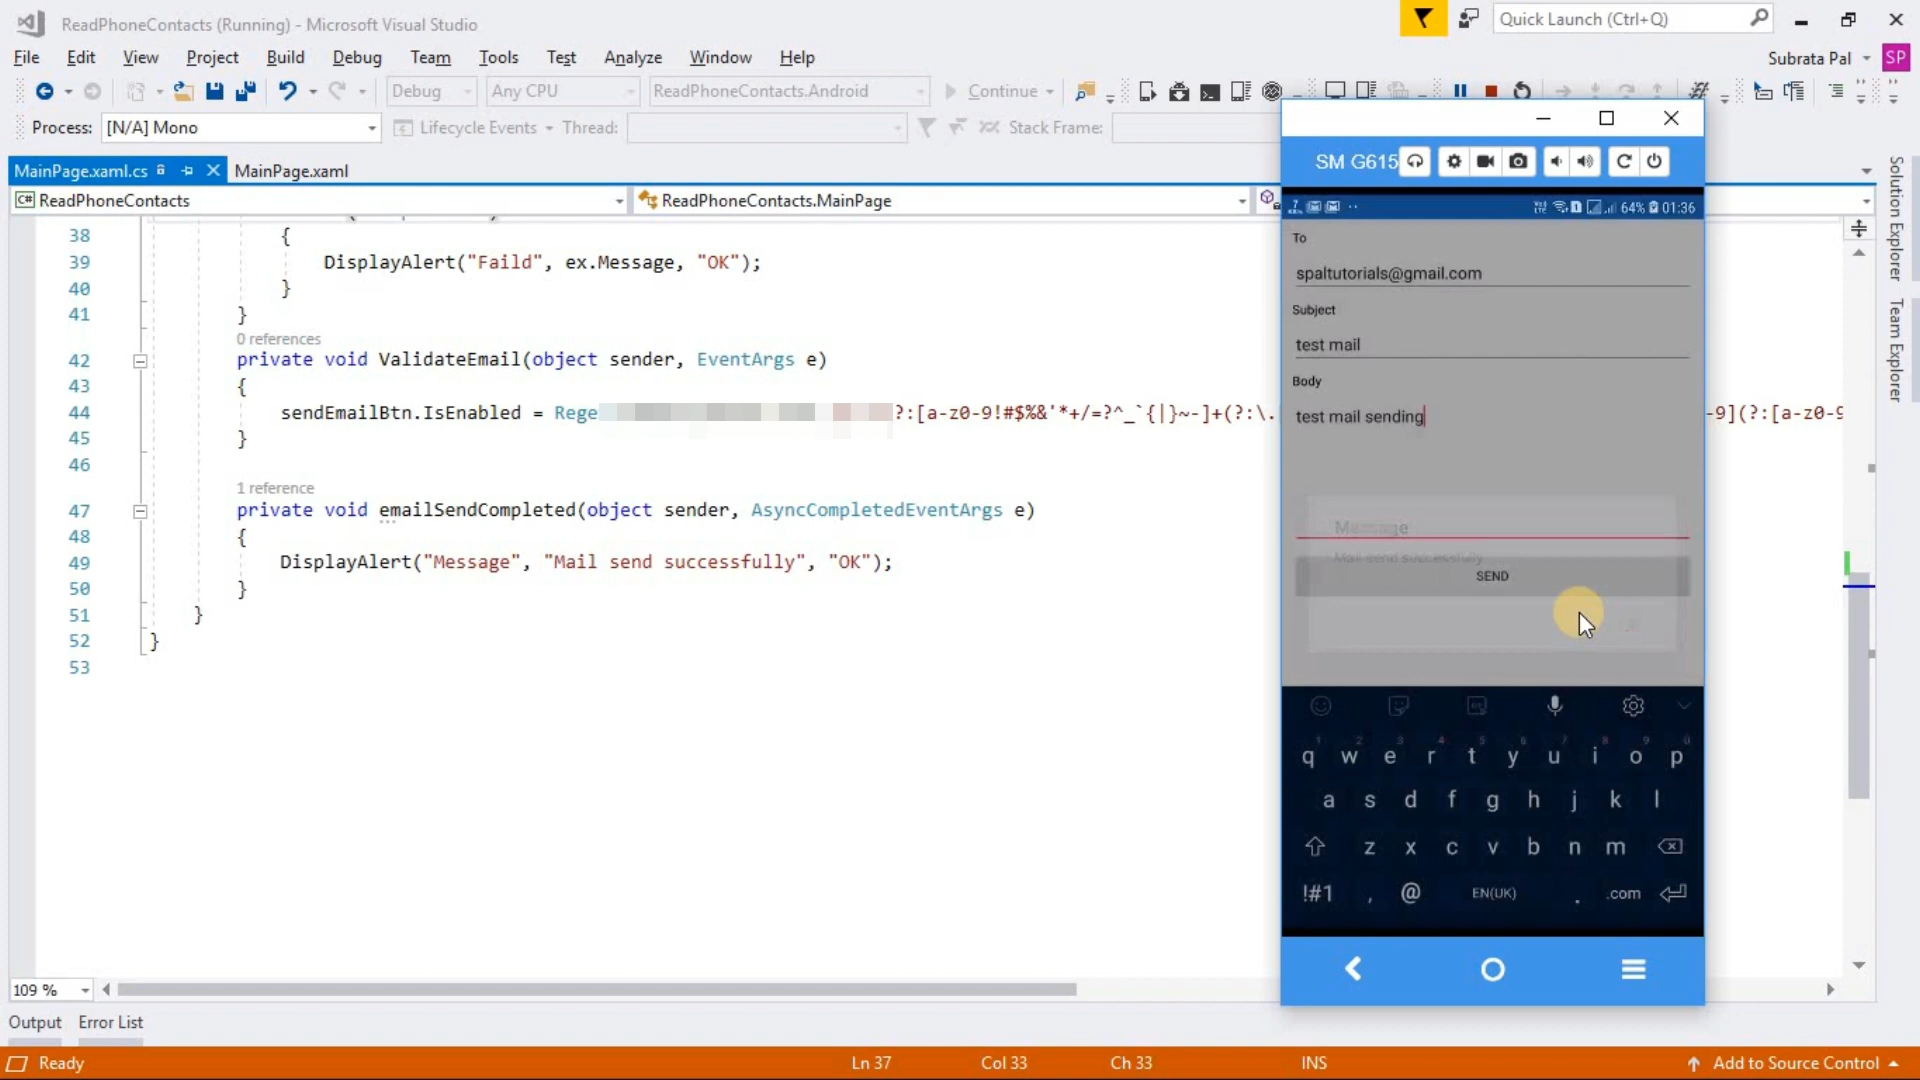 ReadPhoneContacts (Running) - Microsoft Visual Studio
Quick Launch (Ctrl+Q)
File Edit View Project Build Debug Team Tools Test Analyze Window Help
Subrata Pal SP
Debug Any CPU ReadPhoneContacts.Android Continue
Process: [N/A] Mono Lifecycle Events Thread: Stack Frame:
MainPage.xaml.cs MainPage.xaml
C# ReadPhoneContacts ReadPhoneContacts.MainPage
38 {
39 DisplayAlert("Faild", ex.Message, "OK");
40 }
41 }
0 references
42 private void ValidateEmail(object sender, EventArgs e)
43 {
44 sendEmailBtn.IsEnabled = Rege ?:[a-z0-9!#$%&'*+/=?^_`{|}~-]+(?:\. -9](?:[a-z0-9
45 }
46
1 reference
47 private void emailSendCompleted(object sender, AsyncCompletedEventArgs e)
48 {
49 DisplayAlert("Message", "Mail send successfully", "OK");
50 }
51 }
52 }
53
109 %
Output Error List
Ready Ln 37 Col 33 Ch 33 INS Add to Source Control
Solution Explorer
Team Explorer
SM G615
64% 01:36
To
spaltutorials@gmail.com
Subject
test mail
Body
test mail sending
Message
Mail send successfully
SEND
q w e r t y u i o p
a s d f g h j k l
z x c v b n m
!#1 , @ EN(UK) . .com